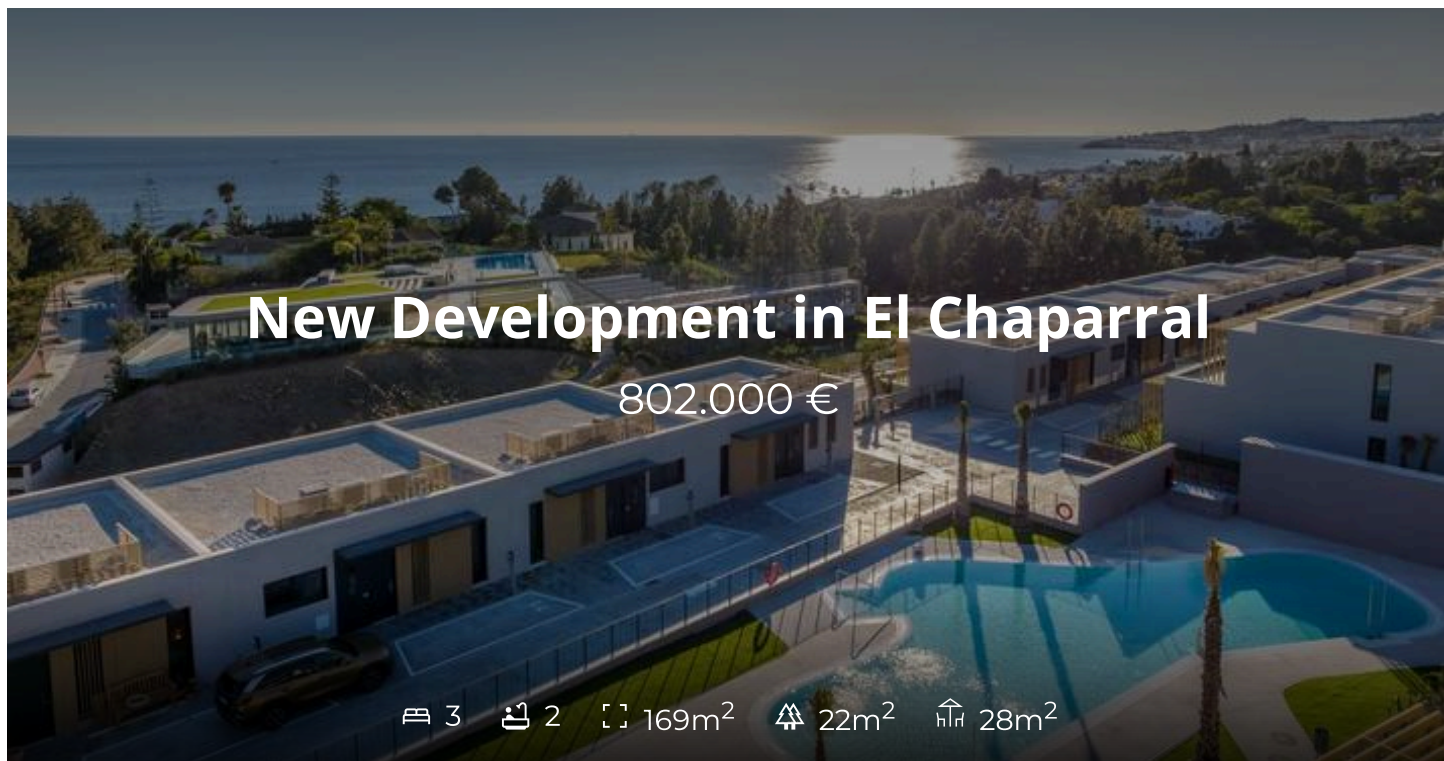 New Development in El Chaparral
802.000 €
3 2 169m² 22m² 28m²